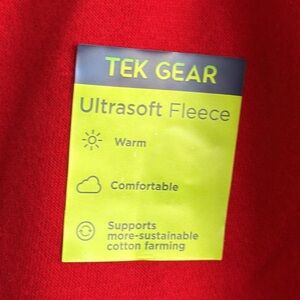 TEK GEAR
Ultrasoft Fleece
Warm
Comfortable
Supports
more-sustainable
cotton farming